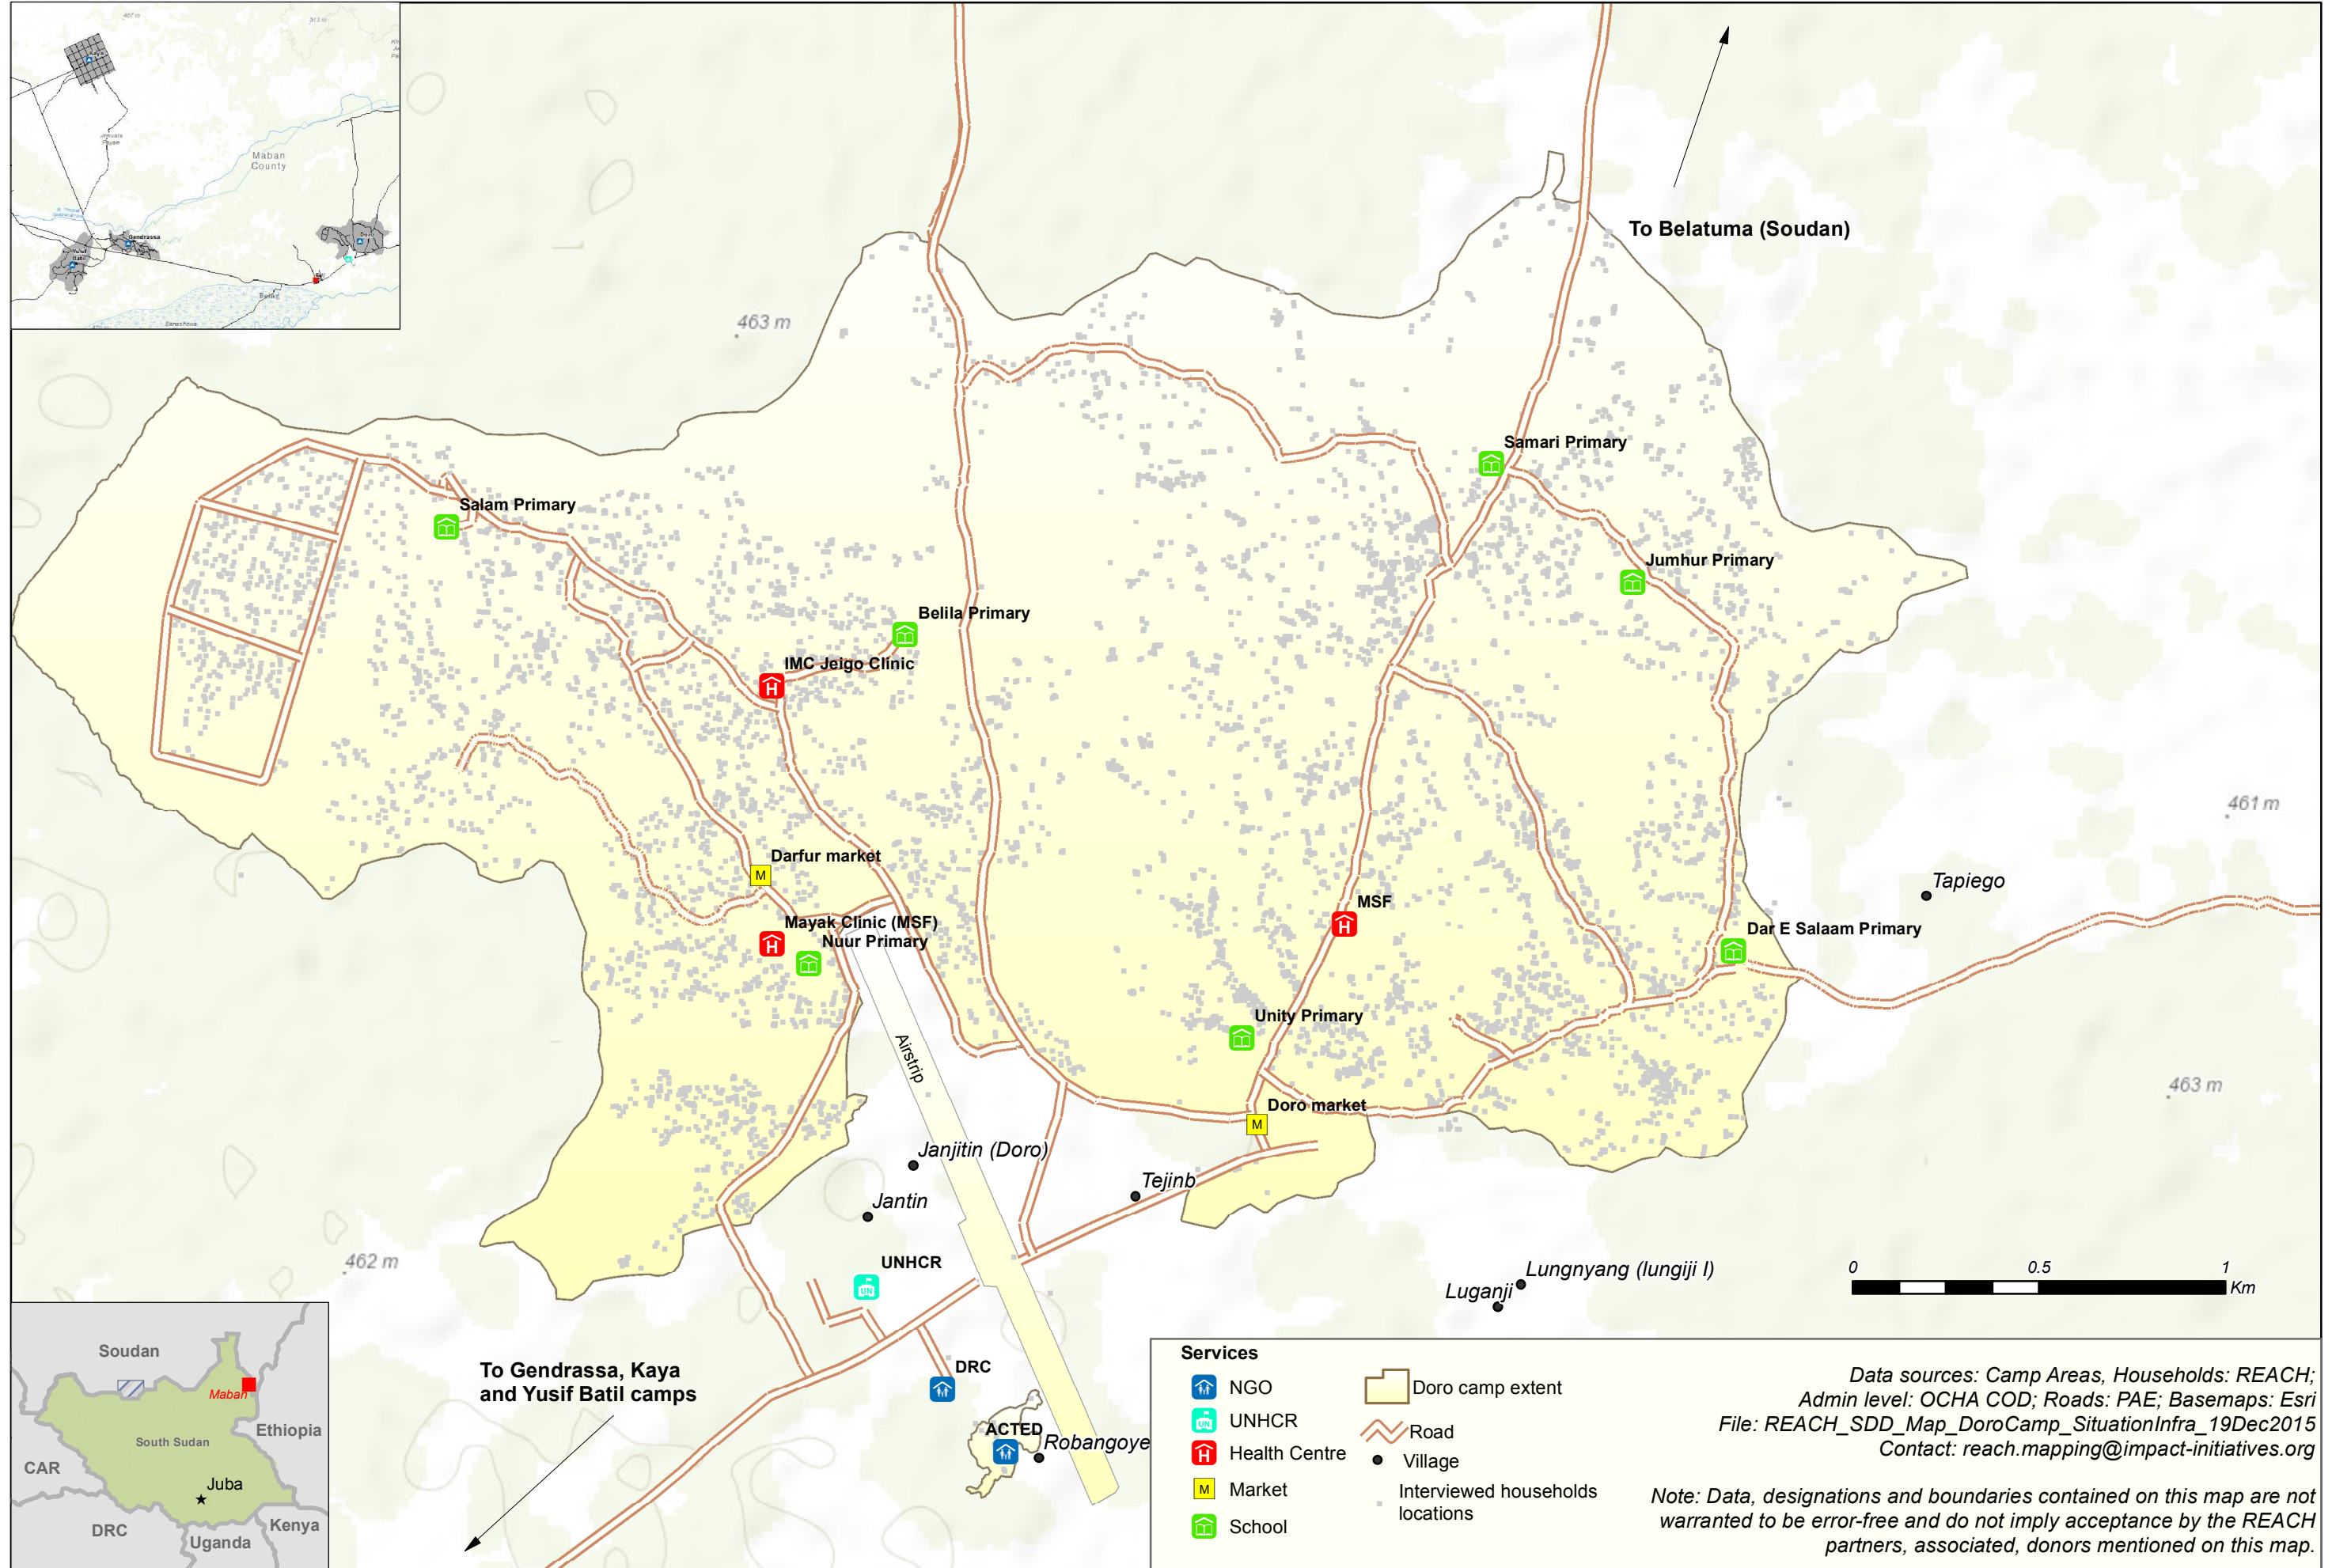 Maban
County
Gendrassa
463 m
To Belatuma (Soudan)
Samari Primary
Salam Primary
Jumhur Primary
Belila Primary
IMC Jeigo Clinic
461 m
Darfur market
Tapiego
MSF
Mayak Clinic (MSF)
Nuur Primary
Dar E Salaam Primary
Unity Primary
Airstrip
463 m
Doro market
M
M
Janjitin (Doro)
Tejinb
Jantin
462 m
UNHCR
UN
Lungnyang (lungiji I)
Luganji
0 0.5 1
Km
To Gendrassa, Kaya
and Yusif Batil camps
DRC
ACTED
Robangoye
Soudan
Maban
Ethiopia
South Sudan
CAR
Juba
DRC
Uganda
Kenya
Services
NGO
UNHCR
Health Centre
M Market
School
Doro camp extent
Road
Village
Interviewed households
locations
Data sources: Camp Areas, Households: REACH;
Admin level: OCHA COD; Roads: PAE; Basemaps: Esri
File: REACH_SDD_Map_DoroCamp_SituationInfra_19Dec2015
Contact: reach.mapping@impact-initiatives.org
Note: Data, designations and boundaries contained on this map are not
warranted to be error-free and do not imply acceptance by the REACH
partners, associated, donors mentioned on this map.